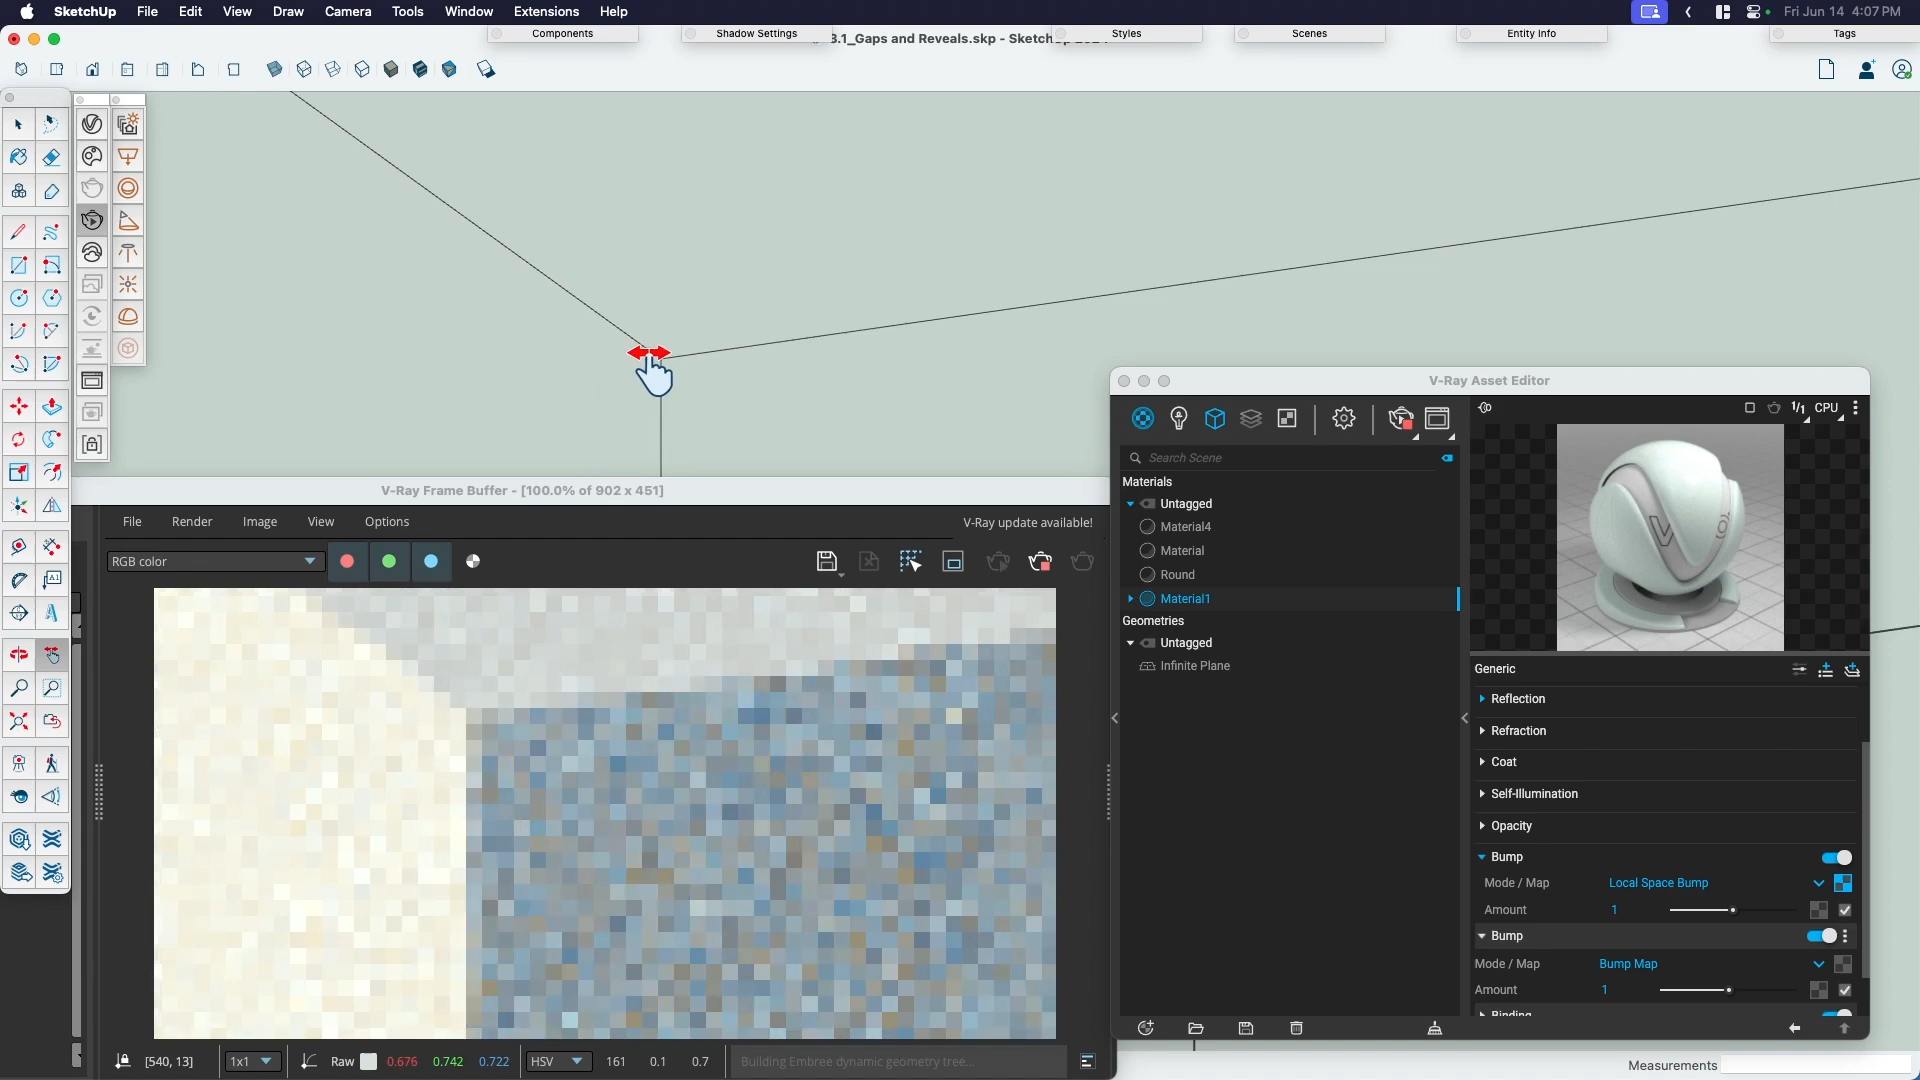 SketchUp File Edit View Draw Camera Tools Window Extensions Help
Fri Jun 14 4:07 PM
Components
Shadow Settings
3.1_Gaps and Reveals.skp - Sketch
Styles
Scenes
Entity Info
Tags
A1
V-Ray Frame Buffer - [100.0% of 902 x 451]
File Render Image View Options
V-Ray update available!
RGB color
[540, 13]
1x1
Raw 0.676 0.742 0.722
HSV 161 0.1 0.7
Building Embree dynamic geometry tree...
V-Ray Asset Editor
1/1 CPU
Search Scene
Materials
Untagged
Material4
Material
Round
Material1
Geometries
Untagged
Infinite Plane
V
Generic
Reflection
Refraction
Coat
Self-Illumination
Opacity
Bump
Mode / Map Local Space Bump
Amount 1
Bump
Mode / Map Bump Map
Amount 1
Binding
Measurements